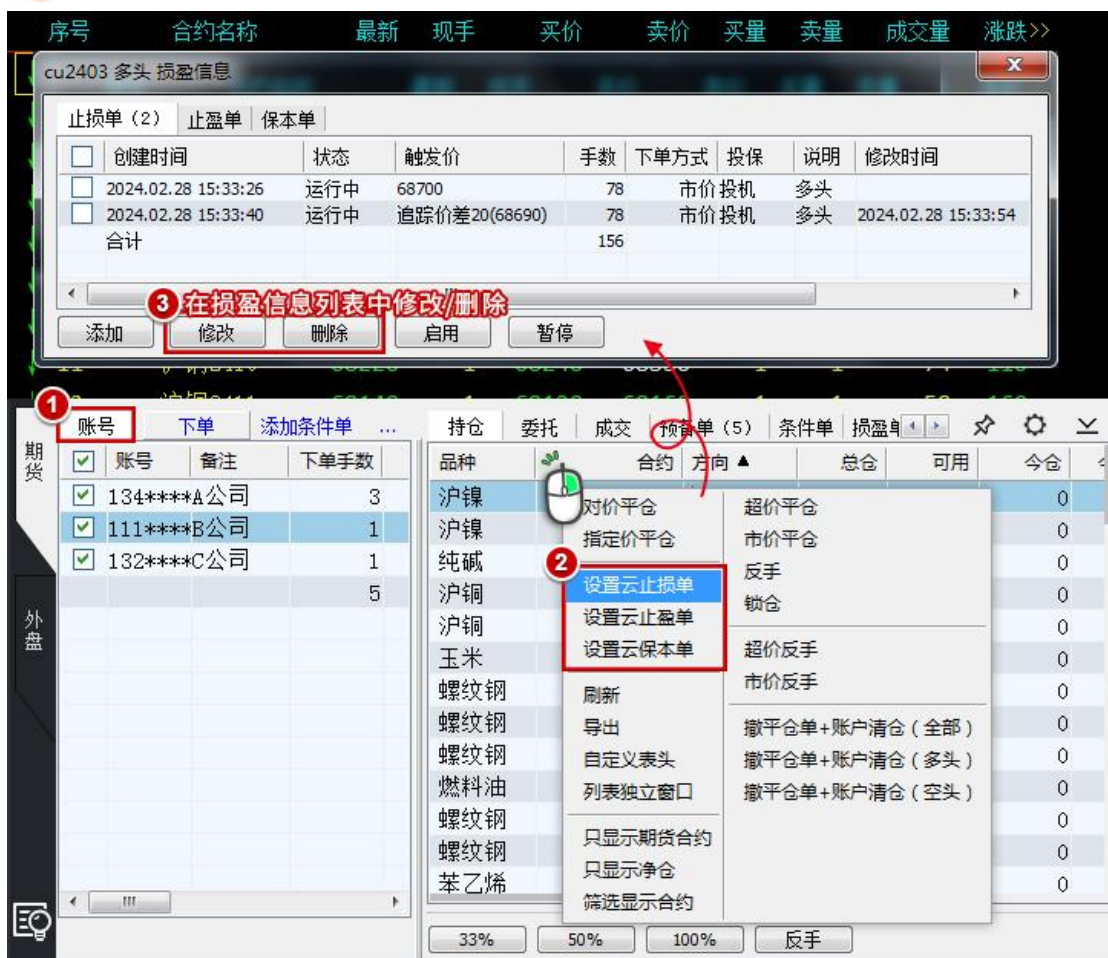 序号 合约名称 最新 现手 买价 卖价 买量 卖量 成交量 涨跌>>
cu2403 多头 损盈信息
止损单（2） 止盈单 保本单
创建时间 状态 触发价 手数 下单方式 投保 说明 修改时间
2024.02.28 15:33:26 运行中 68700 78 市价 投机 多头
2024.02.28 15:33:40 运行中 追踪价差20(68690) 78 市价 投机 多头 2024.02.28 15:33:54
合计 156
3 在损盈信息列表中修改/删除
添加 修改 删除 启用 暂停
1
期货
外盘
账号 下单 添加条件单 ...
账号 备注 下单手数
134****A公司 3
111****B公司 1
132****C公司 1
5
持仓 委托 成交 预备单（5） 条件单 损盈单
品种 合约 方向▲ 总仓 可用 今仓
沪镍 0
沪镍 0
纯碱 0
沪铜 0
沪铜 0
玉米 0
螺纹钢 0
螺纹钢 0
螺纹钢 0
燃料油 0
螺纹钢 0
螺纹钢 0
苯乙烯 0
2
对价平仓
指定价平仓
设置云止损单
设置云止盈单
设置云保本单
刷新
导出
自定义表头
列表独立窗口
只显示期货合约
只显示净仓
筛选显示合约
超价平仓
市价平仓
反手
锁仓
超价反手
市价反手
撤平仓单+账户清仓（全部）
撤平仓单+账户清仓（多头）
撤平仓单+账户清仓（空头）
33% 50% 100% 反手